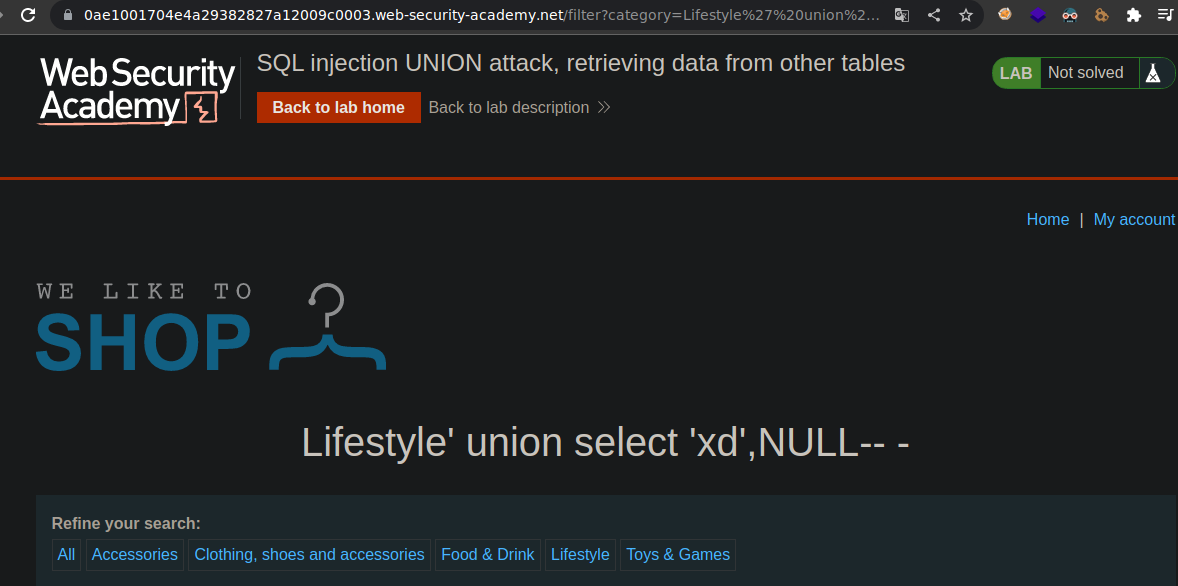 0ae1001704e4a29382827a12009c0003.web-security-academy.net/filter?category=Lifestyle%27%20union%2...
Web Security
Academy
SQL injection UNION attack, retrieving data from other tables
Back to lab home Back to lab description
LAB Not solved
Home | My account
WE LIKE TO
SHOP
Lifestyle' union select 'xd',NULL-- -
Refine your search:
All Accessories Clothing, shoes and accessories Food & Drink Lifestyle Toys & Games